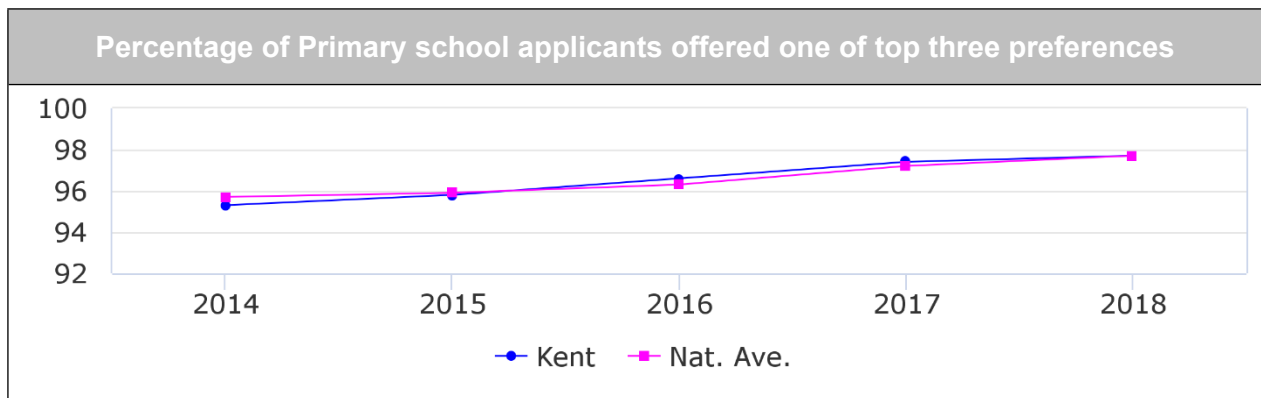 Percentage of Primary school applicants offered one of top three preferences
100
98
96
94
92
2014 2015 2016 2017 2018
Kent Nat. Ave.